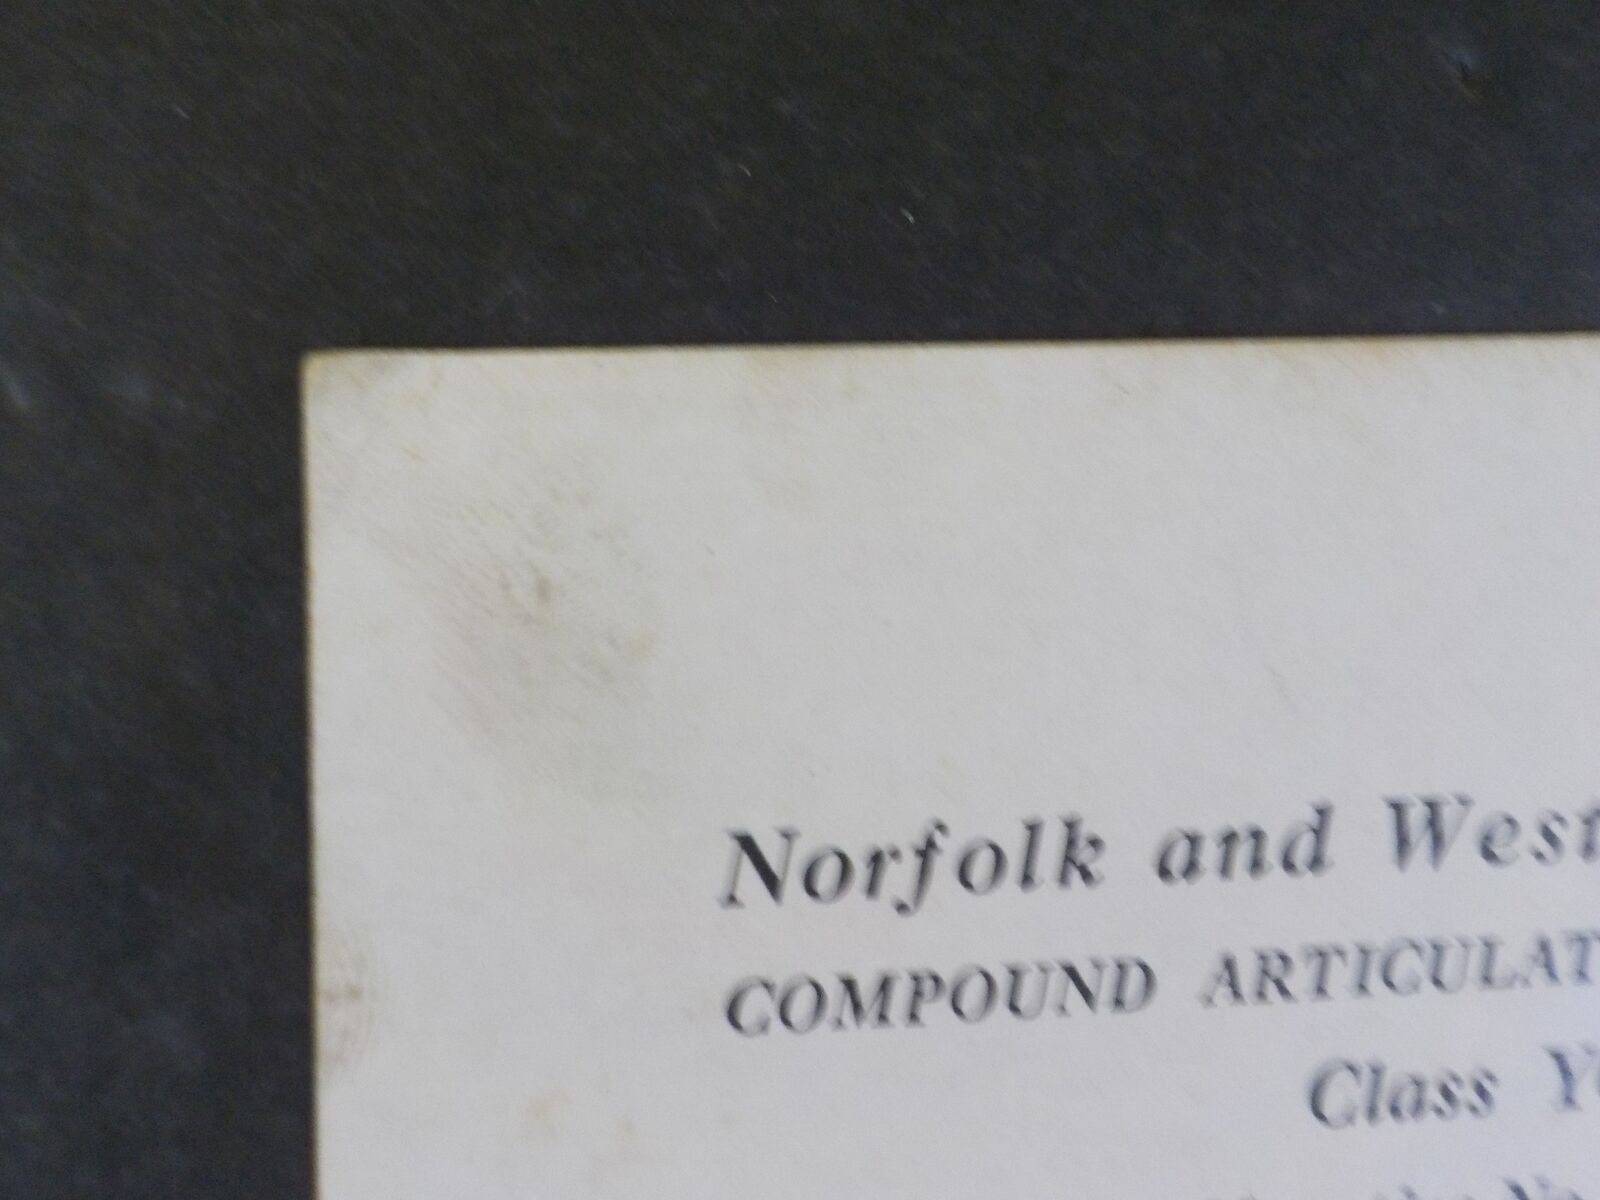 Norfolk and West
COMPOUND ARTICULAT
Class Y